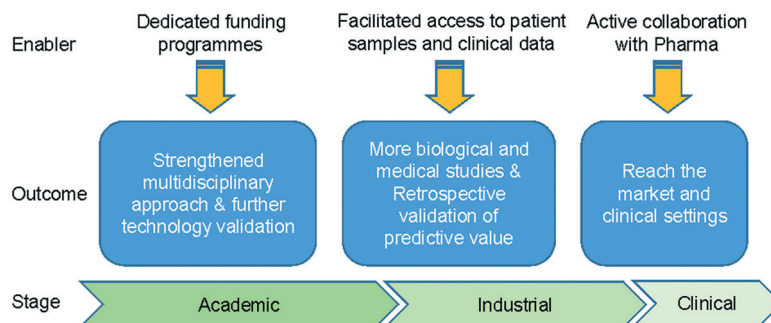 Enabler
Dedicated funding
programmes
Facilitated access to patient
samples and clinical data
Active collaboration
with Pharma
Outcome
Strengthened
multidisciplinary
approach & further
technology validation
More biological and
medical studies &
Retrospective
validation of
predictive value
Reach the
market and
clinical settings
Stage
Academic
Industrial
Clinical